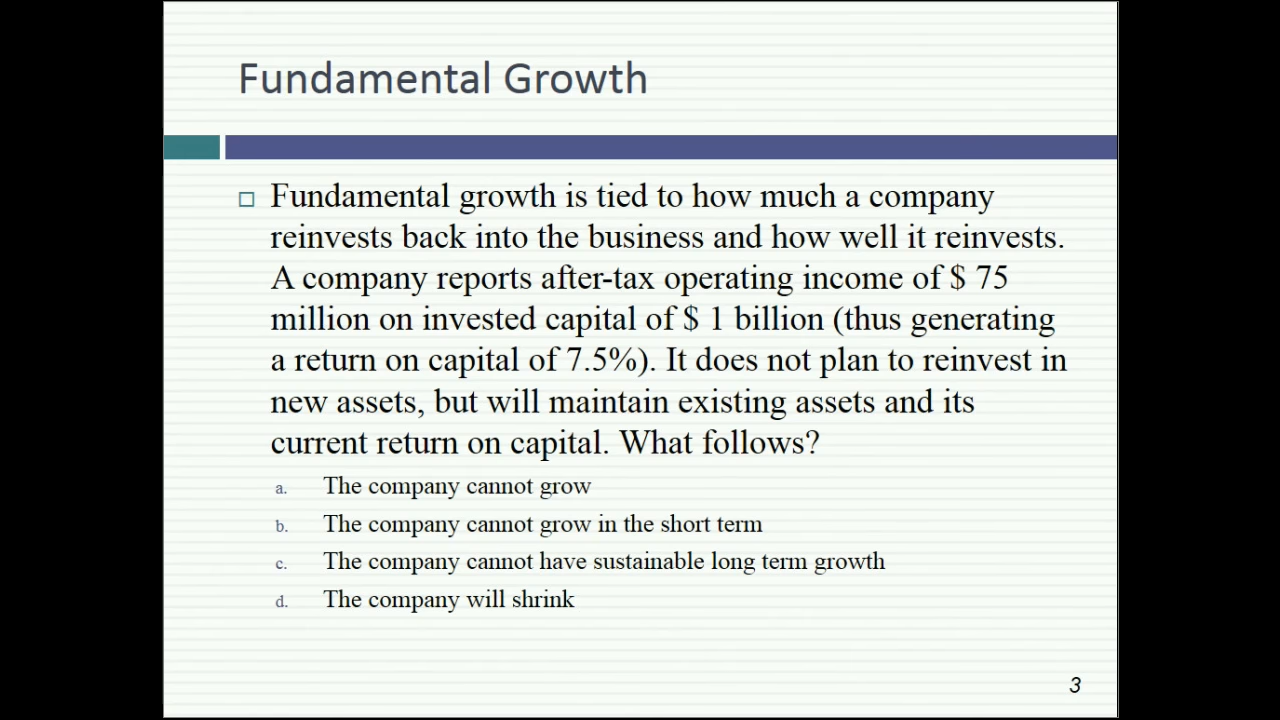 Fundamental Growth
Fundamental growth is tied to how much a company
reinvests back into the business and how well it reinvests.
A company reports after-tax operating income of $ 75
million on invested capital of $ 1 billion (thus generating
a return on capital of 7.5%). It does not plan to reinvest in
new assets, but will maintain existing assets and its
current return on capital. What follows?
a. The company cannot grow
b. The company cannot grow in the short term
c. The company cannot have sustainable long term growth
d. The company will shrink
3